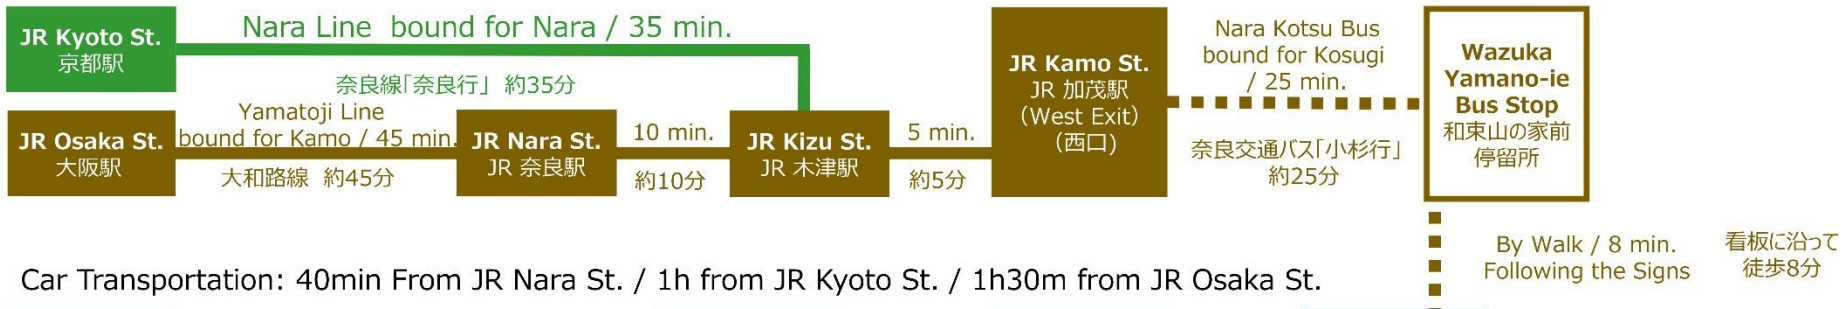 JR Kyoto St.
京都駅
Nara Line  bound for Nara / 35 min.
奈良線「奈良行」 約35分
JR Osaka St.
大阪駅
Yamatoji Line
bound for Kamo / 45 min.
大和路線  約45分
JR Nara St.
JR 奈良駅
10 min.
約10分
JR Kizu St.
JR 木津駅
5 min.
約5分
JR Kamo St.
JR 加茂駅
（West Exit）
（西口)
Nara Kotsu Bus
bound for Kosugi
/ 25 min.
奈良交通バス「小杉行」
約25分
Wazuka
Yamano-ie
Bus Stop
和束山の家前
停留所
By Walk / 8 min.
Following the Signs
看板に沿って
徒歩8分
Car Transportation: 40min From JR Nara St. / 1h from JR Kyoto St. / 1h30m from JR Osaka St.